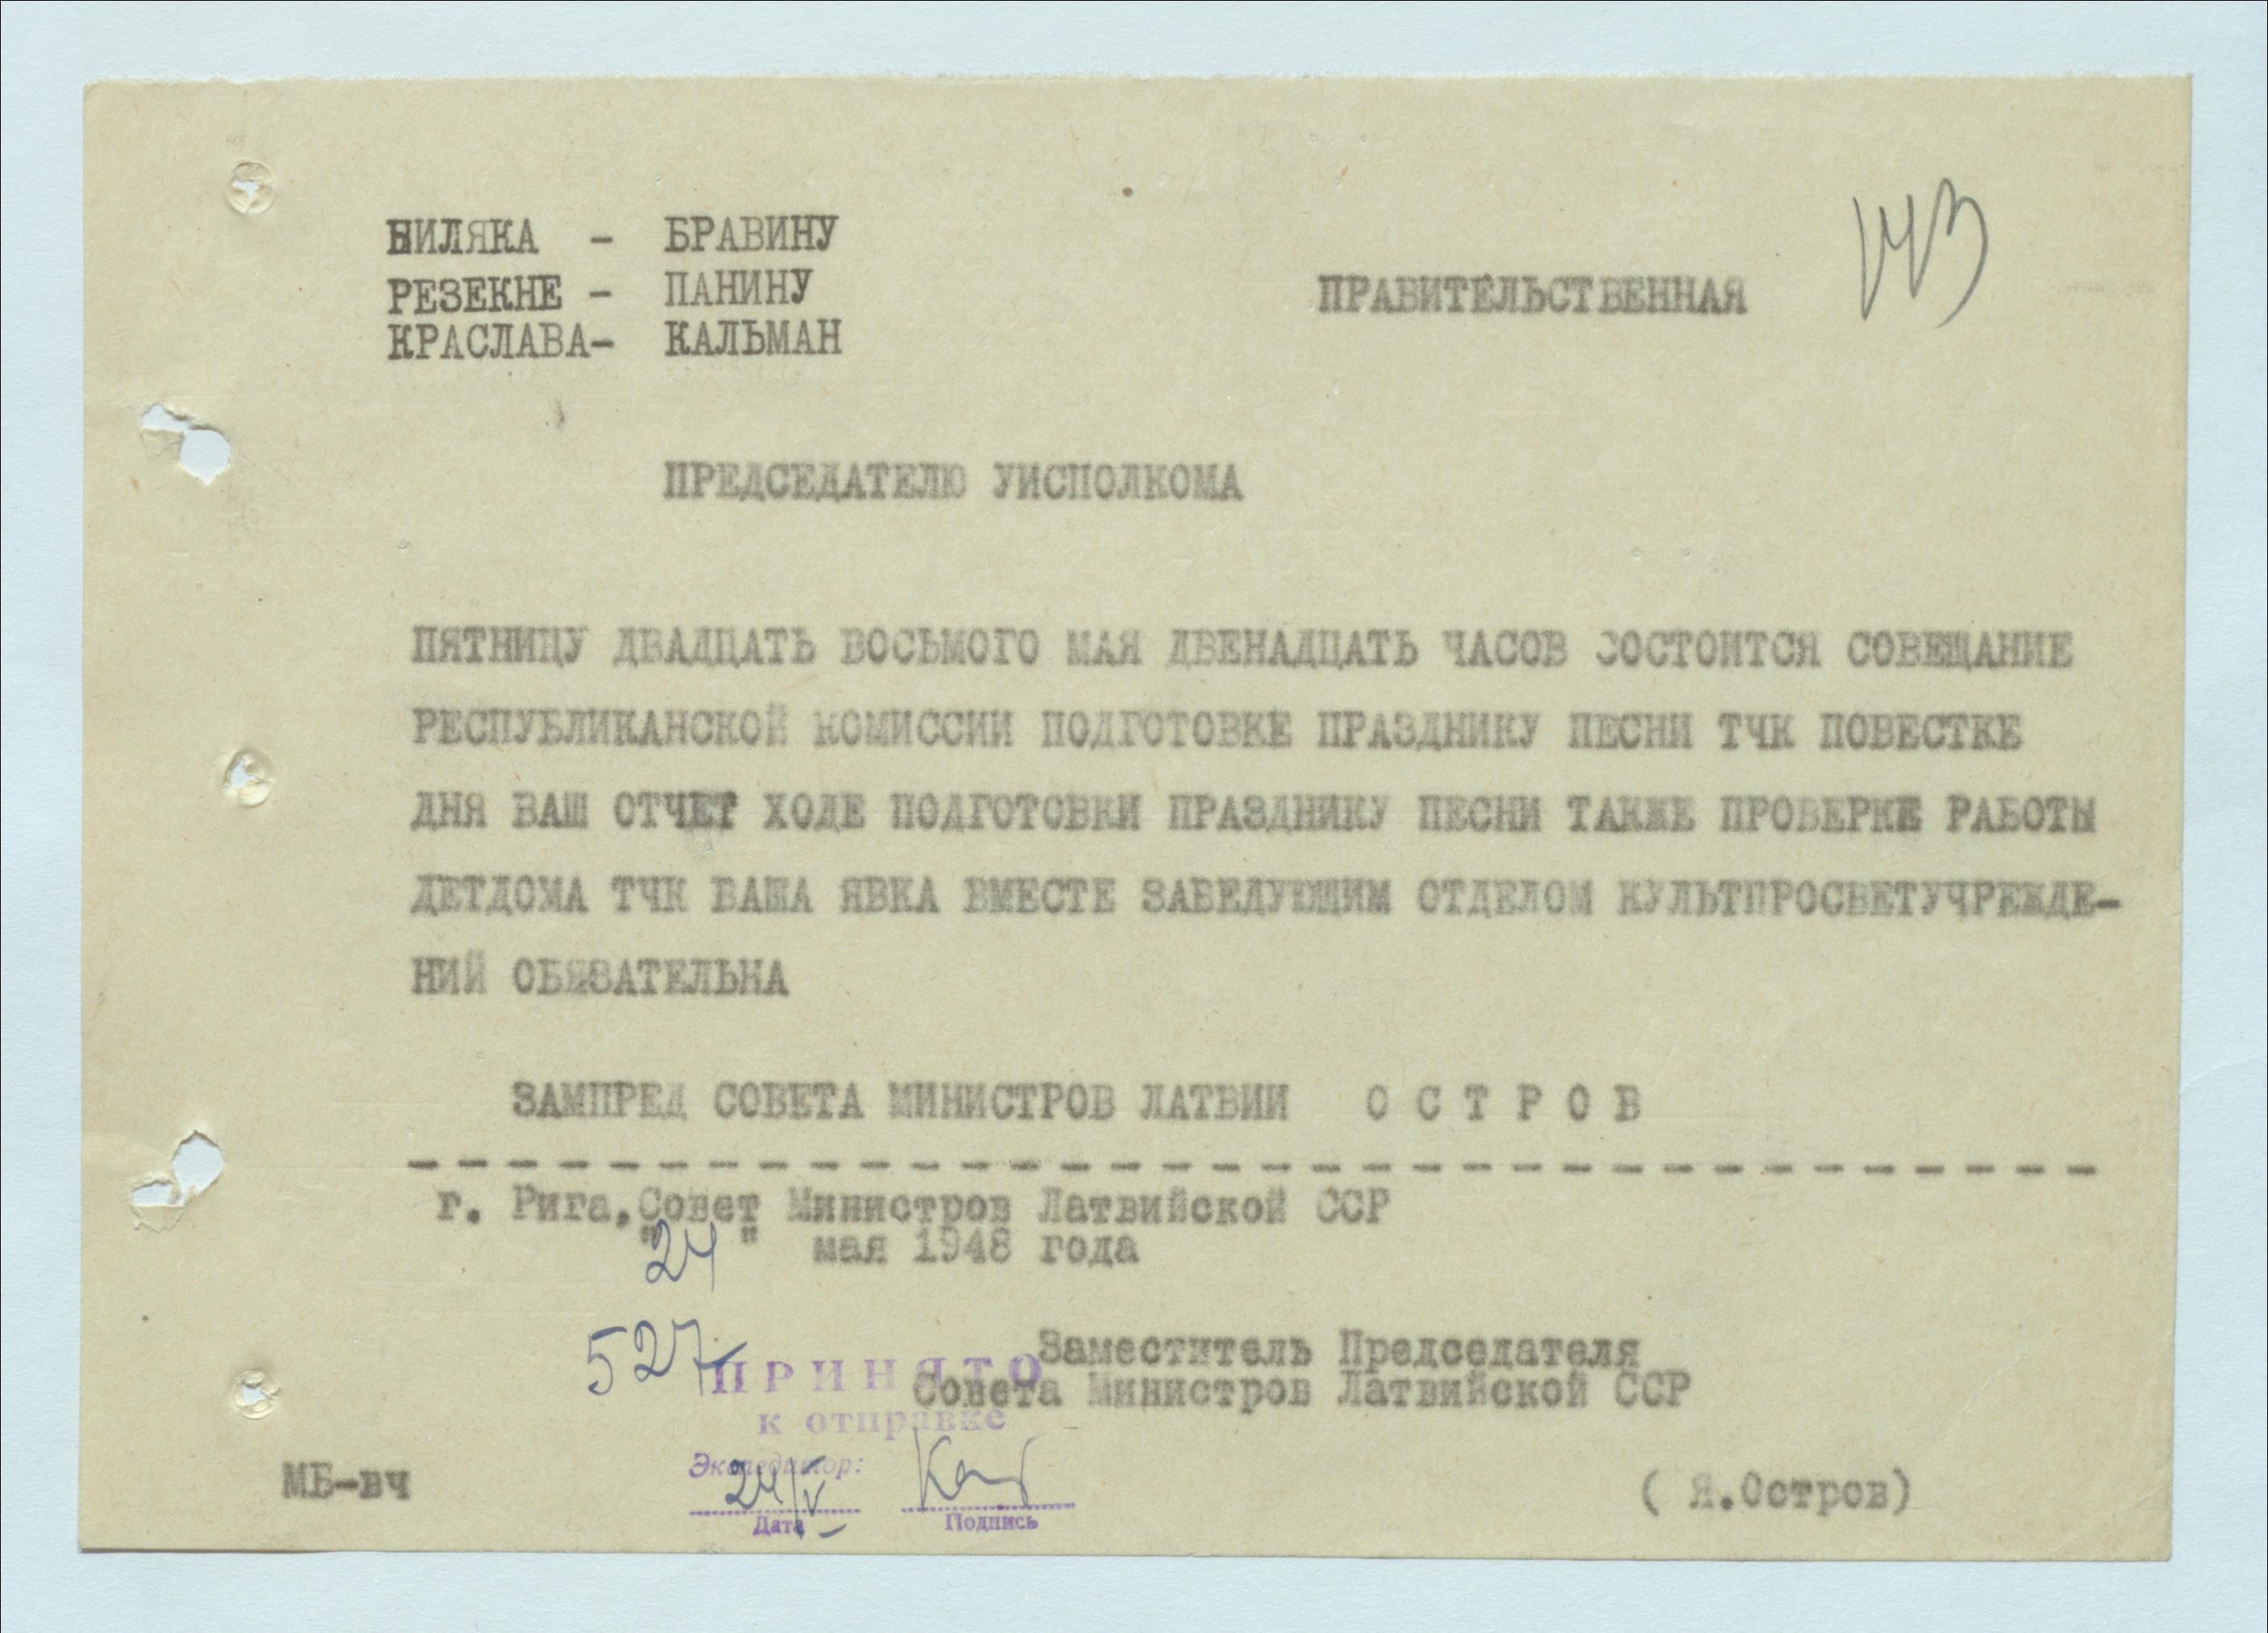 ВИЛЯКА - БРАВИНУ
РЕЗЕКНЕ - ПАНИНУ
КРАСЛАВА- КАЛЬМАН
ПРАВИТЕЛЬСТВЕННАЯ
143
ПРЕДСЕДАТЕЛЮ УИСПОЛКОМА
ПЯТНИЦУ ДВАДЦАТЬ ВОСЬМОГО МАЯ ДВЕНАДЦАТЬ ЧАСОВ СОСТОИТСЯ СОВЕЩАНИЕ
РЕСПУБЛИКАНСКОЙ КОМИССИИ ПОДГОТОВКЕ ПРАЗДНИКУ ПЕСНИ ТЧК ПОВЕСТКЕ
ДНЯ ВАШ ОТЧЕТ ХОДЕ ПОДГОТОВКИ ПРАЗДНИКУ ПЕСНИ ТАКЖЕ ПРОВЕРКЕ РАБОТЫ
ДЕТДОМА ТЧК ВАША ЯВКА ВМЕСТЕ ЗАВЕДУЮЩИМ ОТДЕЛОМ КУЛЬТПРОСВЕТУЧРЕЖДЕ-
НИЙ ОБЯЗАТЕЛЬНА
ЗАМПРЕД СОВЕТА МИНИСТРОВ ЛАТВИИ О С Т Р О В
г. Рига, Совет Министров Латвийской ССР
"24" мая 1948 года
527
Заместитель Председателя
Совета Министров Латвийской ССР
ПРИНЯТО
к отправке
Экспедитор:
24/V
Дата Подпись
МБ-вч
( Я.Остров)